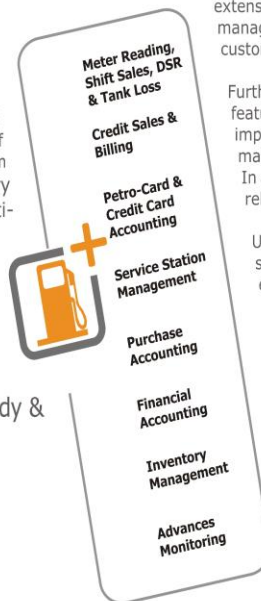 Meter Reading,
Shift Sales, DSR
& Tank Loss
Credit Sales &
Billing
Petro-Card &
Credit Card
Accounting
Service Station
Management
Purchase
Accounting
Financial
Accounting
Inventory
Management
Advances
Monitoring
dy &
In